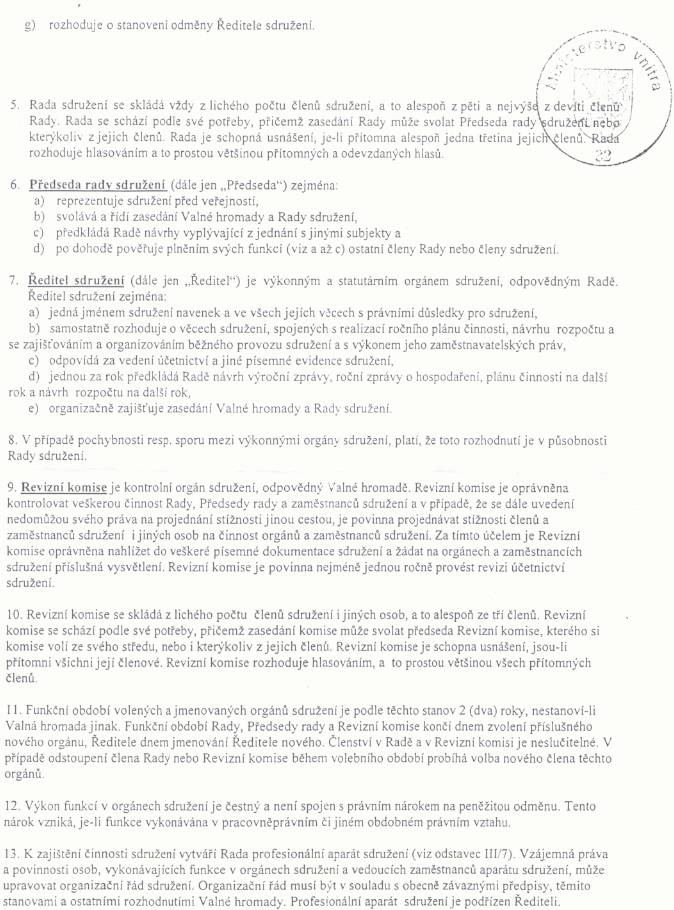 g) rozhoduje o stanovení odměny Ředitele sdružení.
Ministerstvo vnitra
32
5. Rada sdružení se skládá vždy z lichého počtu členů sdružení, a to alespoň z pěti a nejvýše z devíti členů
Rady. Rada se schází podle své potřeby, přičemž zasedání Rady může svolat Předseda rady sdružení nebo
kterýkoliv z jejich členů. Rada je schopná usnášení, je-li přítomna alespoň jedna třetina jejich členů. Rada
rozhoduje hlasováním a to prostou většinou přítomných a odevzdaných hlasů.
6. Předseda rady sdružení (dále jen „Předseda“) zejména:
a) reprezentuje sdružení před veřejností,
b) svolává a řídí zasedání Valné hromady a Rady sdružení,
c) předkládá Radě návrhy vyplývající z jednání s jinými subjekty a
d) po dohodě pověřuje plněním svých funkcí (viz a až c) ostatní členy Rady nebo členy sdružení.
7. Ředitel sdružení (dále jen „Ředitel“) je výkonným a statutárním orgánem sdružení, odpovědným Radě.
Ředitel sdružení zejména:
a) jedná jménem sdružení navenek a ve všech jejích věcech s právními důsledky pro sdružení,
b) samostatně rozhoduje o věcech sdružení, spojených s realizací ročního plánu činnosti, návrhu rozpočtu a
se zajišťováním a organizováním běžného provozu sdružení a s výkonem jeho zaměstnavatelských práv,
c) odpovídá za vedení účetnictví a jiné písemné evidence sdružení,
d) jednou za rok předkládá Radě návrh výroční zprávy, roční zprávy o hospodaření, plánu činnosti na další
rok a návrh rozpočtu na další rok,
e) organizačně zajišťuje zasedání Valné hromady a Rady sdružení.
8. V případě pochybnosti resp. sporu mezi výkonnými orgány sdružení, platí, že toto rozhodnutí je v působnosti
Rady sdružení.
9. Revizní komise je kontrolní orgán sdružení, odpovědný Valné hromadě. Revizní komise je oprávněna
kontrolovat veškerou činnost Rady, Předsedy rady a zaměstnanců sdružení a v případě, že se dále uvedení
nedomůžou svého práva na projednání stížnosti jinou cestou, je povinna projednávat stížnosti členů a
zaměstnanců sdružení i jiných osob na činnost orgánů a zaměstnanců sdružení. Za tímto účelem je Revizní
komise oprávněna nahlížet do veškeré písemné dokumentace sdružení a žádat na orgánech a zaměstnancích
sdružení příslušná vysvětlení. Revizní komise je povinna nejméně jednou ročně provést revizi účetnictví
sdružení.
10. Revizní komise se skládá z lichého počtu členů sdružení i jiných osob, a to alespoň ze tří členů. Revizní
komise se schází podle své potřeby, přičemž zasedání komise může svolat předseda Revizní komise, kterého si
komise volí ze svého středu, nebo i kterýkoliv z jejich členů. Revizní komise je schopna usnášení, jsou-li
přítomni všichni její členové. Revizní komise rozhoduje hlasováním, a to prostou většinou všech přítomných
členů.
11. Funkční období volených a jmenovaných orgánů sdružení je podle těchto stanov 2 (dva) roky, nestanoví-li
Valná hromada jinak. Funkční období Rady, Předsedy rady a Revizní komise končí dnem zvolení příslušného
nového orgánu, Ředitele dnem jmenování Ředitele nového. Členství v Radě a v Revizní komisi je neslučitelné. V
případě odstoupení člena Rady nebo Revizní komise během volebního období probíhá volba nového člena těchto
orgánů.
12. Výkon funkcí v orgánech sdružení je čestný a není spojen s právním nárokem na peněžitou odměnu. Tento
nárok vzniká, je-li funkce vykonávána v pracovněprávním či jiném obdobném právním vztahu.
13. K zajištění činnosti sdružení vytváří Rada profesionální aparát sdružení (viz odstavec III/7). Vzájemná práva
a povinnosti osob, vykonávajících funkce v orgánech sdružení a vedoucích zaměstnanců aparátu sdružení, může
upravovat organizační řád sdružení. Organizační řád musí být v souladu s obecně závaznými předpisy, těmito
stanovami a ostatními rozhodnutími Valné hromady. Profesionální aparát sdružení je podřízen Řediteli.